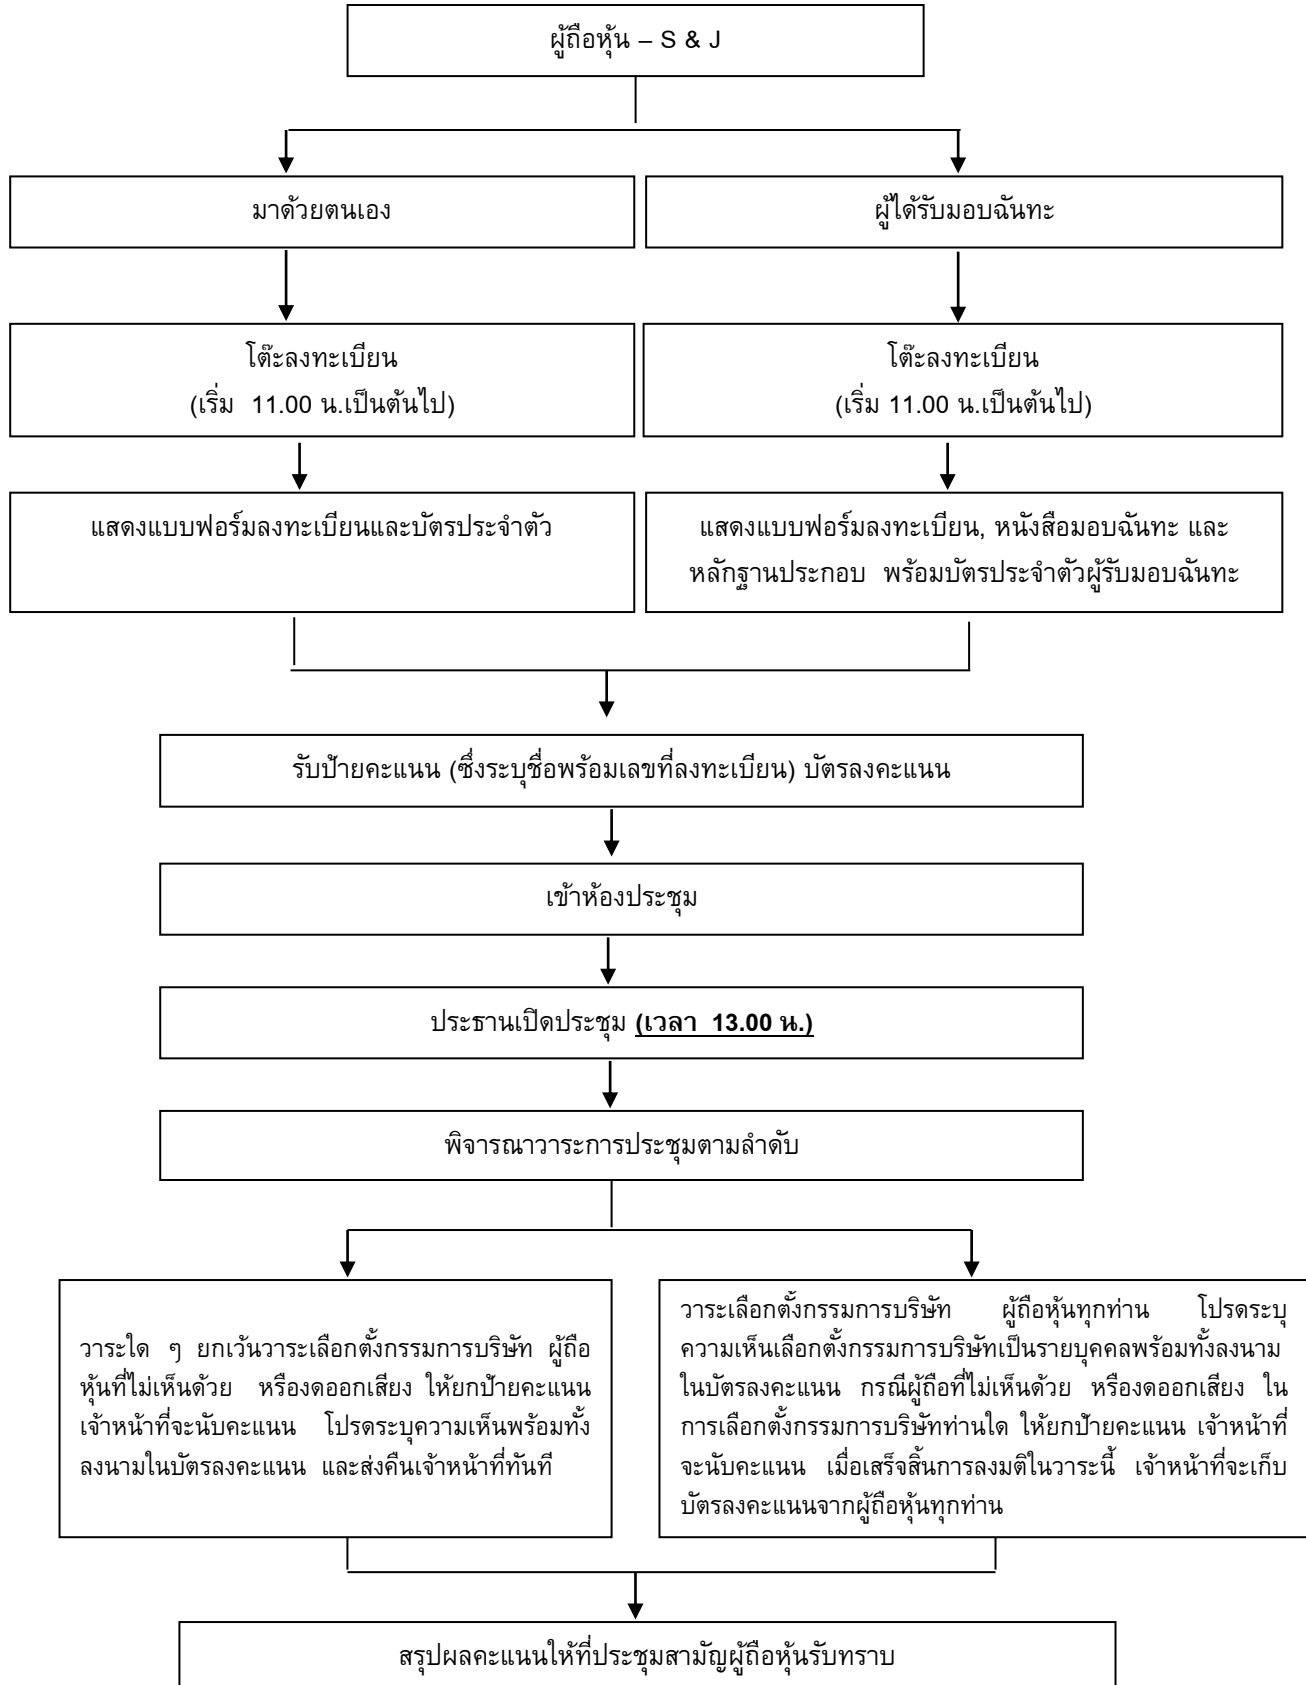 ผู้ถือหุ้น – S & J
มาด้วยตนเอง
ผู้ได้รับมอบฉันทะ
โต๊ะลงทะเบียน
(เริ่ม 11.00 น.เป็นต้นไป)
โต๊ะลงทะเบียน
(เริ่ม 11.00 น.เป็นต้นไป)
แสดงแบบฟอร์มลงทะเบียนและบัตรประจำตัว
แสดงแบบฟอร์มลงทะเบียน, หนังสือมอบฉันทะ และ
หลักฐานประกอบ พร้อมบัตรประจำตัวผู้รับมอบฉันทะ
รับป้ายคะแนน (ซึ่งระบุชื่อพร้อมเลขที่ลงทะเบียน) บัตรลงคะแนน
เข้าห้องประชุม
ประธานเปิดประชุม (เวลา 13.00 น.)
พิจารณาวาระการประชุมตามลำดับ
วาระใด ๆ ยกเว้นวาระเลือกตั้งกรรมการบริษัท ผู้ถือ
หุ้นที่ไม่เห็นด้วย หรืองดออกเสียง ให้ยกป้ายคะแนน
เจ้าหน้าที่จะนับคะแนน โปรดระบุความเห็นพร้อมทั้ง
ลงนามในบัตรลงคะแนน และส่งคืนเจ้าหน้าที่ทันที
วาระเลือกตั้งกรรมการบริษัท ผู้ถือหุ้นทุกท่าน โปรดระบุ
ความเห็นเลือกตั้งกรรมการบริษัทเป็นรายบุคคลพร้อมทั้งลงนาม
ในบัตรลงคะแนน กรณีผู้ถือที่ไม่เห็นด้วย หรืองดออกเสียง ใน
การเลือกตั้งกรรมการบริษัทท่านใด ให้ยกป้ายคะแนน เจ้าหน้าที่
จะนับคะแนน เมื่อเสร็จสิ้นการลงมติในวาระนี้ เจ้าหน้าที่จะเก็บ
บัตรลงคะแนนจากผู้ถือหุ้นทุกท่าน
สรุปผลคะแนนให้ที่ประชุมสามัญผู้ถือหุ้นรับทราบ